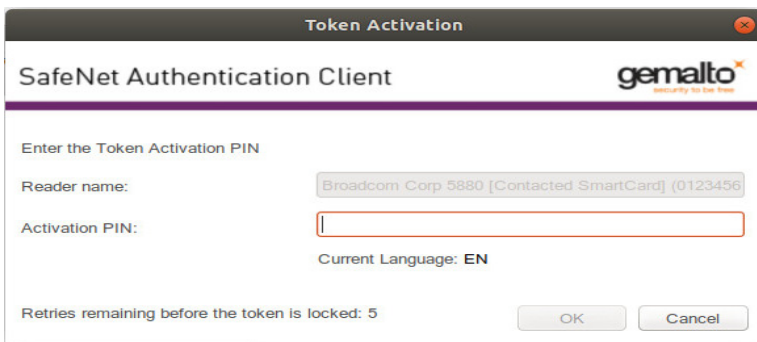 Token Activation
SafeNet Authentication Client
gemalto
security to be free
Enter the Token Activation PIN
Reader name: Broadcom Corp 5880 [Contacted SmartCard] (0123456
Activation PIN:
Current Language: EN
Retries remaining before the token is locked: 5
OK Cancel